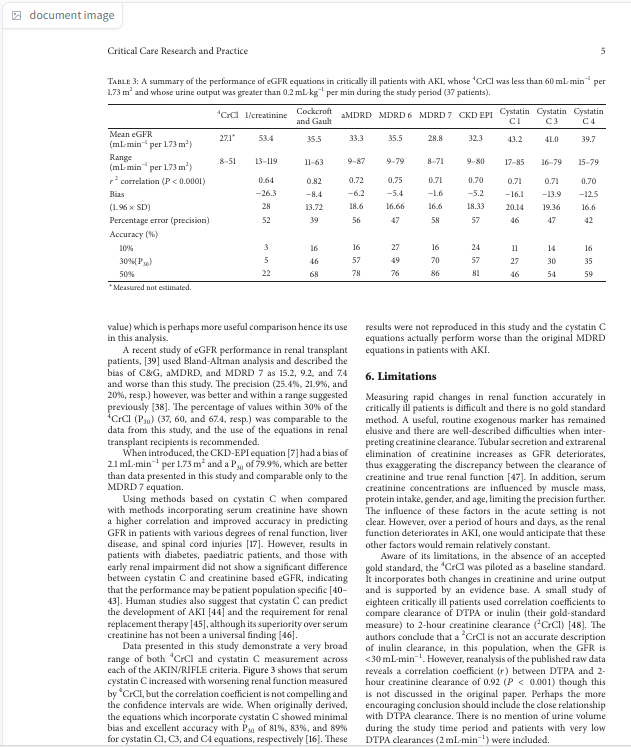 document image
Critical Care Research and Practice 5
Table 3: A summary of the performance of eGFR equations in critically ill patients with AKI, whose ⁴CrCl was less than 60 mL·min⁻¹ per
1.73 m² and whose urine output was greater than 0.2 mL·kg⁻¹ per min during the study period (37 patients).
⁴CrCl 1/creatinine Cockcroft and Gault aMDRD MDRD 6 MDRD 7 CKD EPI Cystatin C 1 Cystatin C 3 Cystatin C 4
Mean eGFR (mL·min⁻¹ per 1.73 m²) 27.1* 53.4 35.5 33.3 35.5 28.8 32.3 43.2 41.0 39.7
Range (mL·min⁻¹ per 1.73 m²) 8–51 13–119 11–63 9–87 9–79 8–71 9–80 17–85 16–79 15–79
r² correlation (P < 0.0001) 0.64 0.82 0.72 0.75 0.71 0.70 0.71 0.71 0.70
Bias −26.3 −8.4 −6.2 −5.4 −1.6 −5.2 −16.1 −13.9 −12.5
(1.96 × SD) 28 13.72 18.6 16.66 16.6 18.33 20.14 19.36 16.6
Percentage error (precision) 52 39 56 47 58 57 46 47 42
Accuracy (%)
10% 3 16 16 27 16 24 11 14 16
30%(P₃₀) 5 46 57 49 70 57 27 30 35
50% 22 68 78 76 86 81 46 54 59
*Measured not estimated.
value) which is perhaps more useful comparison hence its use
in this analysis.
A recent study of eGFR performance in renal transplant
patients, [39] used Bland-Altman analysis and described the
bias of C&G, aMDRD, and MDRD 7 as 15.2, 9.2, and 7.4
and worse than this study. The precision (25.4%, 21.9%, and
20%, resp.) however, was better and within a range suggested
previously [38]. The percentage of values within 30% of the
⁴CrCl (P₃₀) (37, 60, and 67.4, resp.) was comparable to the
data from this study, and the use of the equations in renal
transplant recipients is recommended.
When introduced, the CKD-EPI equation [7] had a bias of
2.1 mL·min⁻¹ per 1.73 m² and a P₃₀ of 79.9%, which are better
than data presented in this study and comparable only to the
MDRD 7 equation.
Using methods based on cystatin C when compared
with methods incorporating serum creatinine have shown
a higher correlation and improved accuracy in predicting
GFR in patients with various degrees of renal function, liver
disease, and spinal cord injuries [17]. However, results in
patients with diabetes, paediatric patients, and those with
early renal impairment did not show a significant difference
between cystatin C and creatinine based eGFR, indicating
that the performance may be patient population specific [40–
43]. Human studies also suggest that cystatin C can predict
the development of AKI [44] and the requirement for renal
replacement therapy [45], although its superiority over serum
creatinine has not been a universal finding [46].
Data presented in this study demonstrate a very broad
range of both ⁴CrCl and cystatin C measurement across
each of the AKIN/RIFLE criteria. Figure 3 shows that serum
cystatin C increased with worsening renal function measured
by ⁴CrCl, but the correlation coefficient is not compelling and
the confidence intervals are wide. When originally derived,
the equations which incorporate cystatin C showed minimal
bias and excellent accuracy with P₃₀ of 81%, 83%, and 89%
for cystatin C1, C3, and C4 equations, respectively [16]. These
results were not reproduced in this study and the cystatin C
equations actually perform worse than the original MDRD
equations in patients with AKI.
6. Limitations
Measuring rapid changes in renal function accurately in
critically ill patients is difficult and there is no gold standard
method. A useful, routine exogenous marker has remained
elusive and there are well-described difficulties when inter-
preting creatinine clearance. Tubular secretion and extrarenal
elimination of creatinine increases as GFR deteriorates,
thus exaggerating the discrepancy between the clearance of
creatinine and true renal function [47]. In addition, serum
creatinine concentrations are influenced by muscle mass,
protein intake, gender, and age, limiting the precision further.
The influence of these factors in the acute setting is not
clear. However, over a period of hours and days, as the renal
function deteriorates in AKI, one would anticipate that these
other factors would remain relatively constant.
Aware of its limitations, in the absence of an accepted
gold standard, the ⁴CrCl was piloted as a baseline standard.
It incorporates both changes in creatinine and urine output
and is supported by an evidence base. A small study of
eighteen critically ill patients used correlation coefficients to
compare clearance of DTPA or inulin (their gold-standard
measure) to 2-hour creatinine clearance (²CrCl) [48]. The
authors conclude that a ²CrCl is not an accurate description
of inulin clearance, in this population, when the GFR is
<30 mL·min⁻¹. However, reanalysis of the published raw data
reveals a correlation coefficient (r) between DTPA and 2-
hour creatinine clearance of 0.92 (P < 0.001) though this
is not discussed in the original paper. Perhaps the more
encouraging conclusion should include the close relationship
with DTPA clearance. There is no mention of urine volume
during the study time period and patients with very low
DTPA clearances (2 mL·min⁻¹) were included.